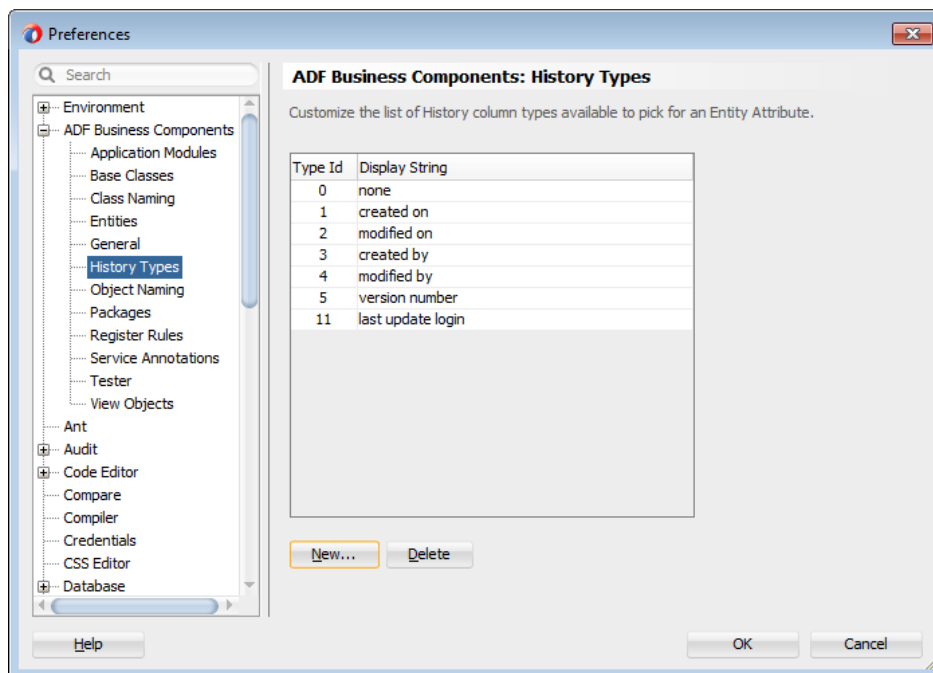 Preferences
Search
Environment
ADF Business Components
Application Modules
Base Classes
Class Naming
Entities
General
History Types
Object Naming
Packages
Register Rules
Service Annotations
Tester
View Objects
Ant
Audit
Code Editor
Compare
Compiler
Credentials
CSS Editor
Database
ADF Business Components: History Types
Customize the list of History column types available to pick for an Entity Attribute.
Type Id Display String
0 none
1 created on
2 modified on
3 created by
4 modified by
5 version number
11 last update login
New... Delete
Help OK Cancel